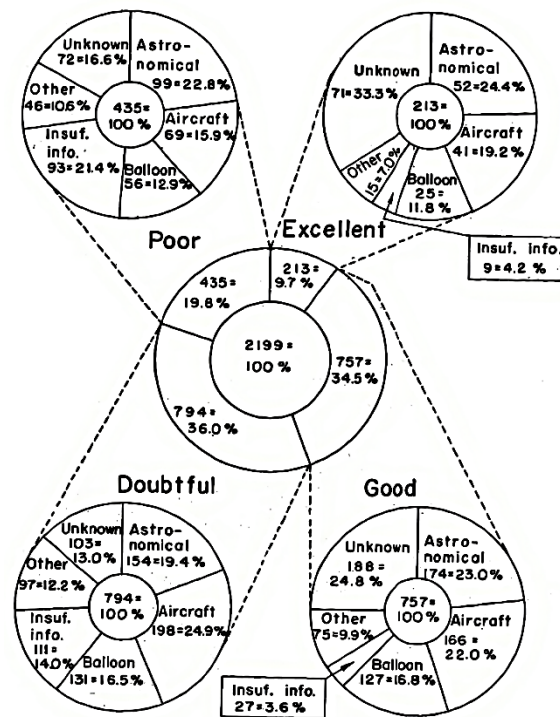 Unknown
72=16.6%
Astro-
nomical
99=22.8%
Other
46=10.6%
435=
100%
Aircraft
69=15.9%
Insuf.
info.
93=21.4%
Balloon
56=12.9%
Poor
Unknown
71=33.3%
Astro-
nomical
52=24.4%
213=
100%
Aircraft
41=19.2%
Other
15=7.0%
Balloon
25=
11.8%
Insuf. info.
9=4.2%
Excellent
435=
19.8%
213=
9.7%
2199=
100%
757=
34.5%
794=
36.0%
Doubtful
Unknown
103=
13.0%
Astro-
nomical
154=19.4%
Other
97=12.2%
794=
100%
Aircraft
198=24.9%
Insuf.
info.
111=
14.0%
Balloon
131=16.5%
Good
Unknown
188=
24.8%
Astro-
nomical
174=23.0%
757=
100%
Other
75=9.9%
Aircraft
166=
22.0%
Balloon
127=16.8%
Insuf. info.
27=3.6%